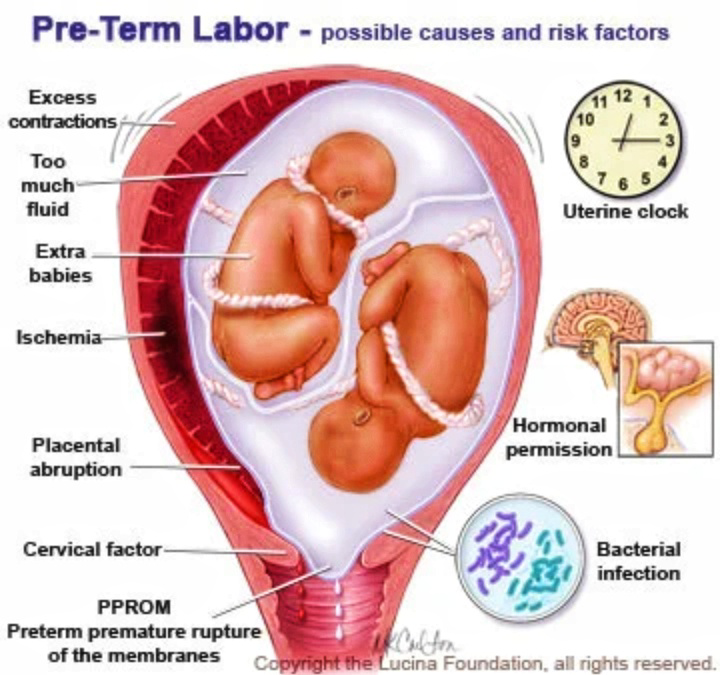 Pre-Term Labor - possible causes and risk factors
Excess
contractions
Too
much
fluid
Extra
babies
Ischemia
Placental
abruption
Cervical factor
PPROM
Preterm premature rupture
of the membranes
11 12 1
10 2
9 3
8 4
7 6 5
Uterine clock
Hormonal
permission
Bacterial
infection
Copyright the Lucina Foundation, all rights reserved.